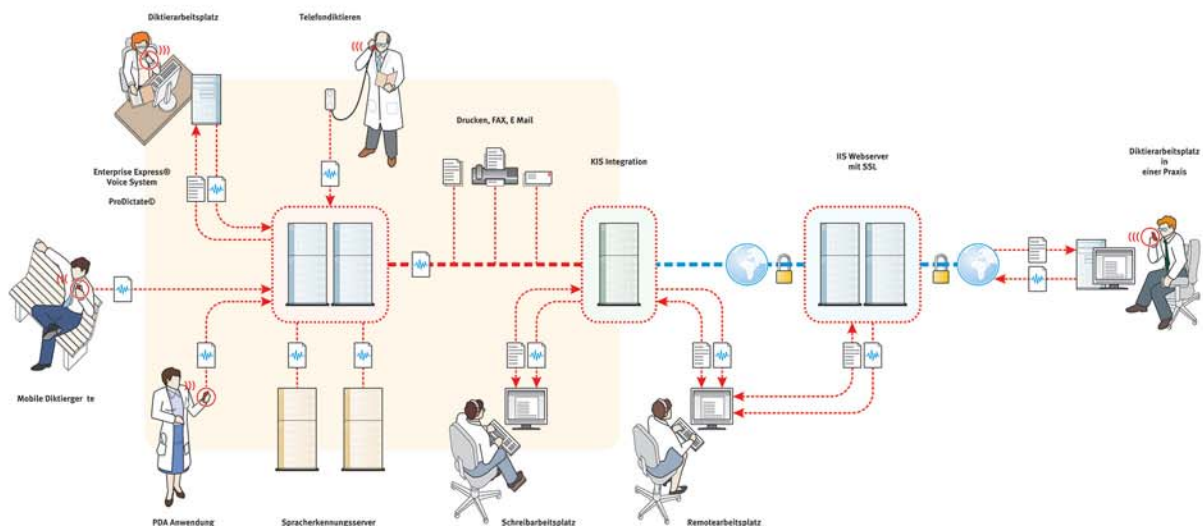 Diktierarbeitsplatz
Telefondiktieren
Drucken, FAX, E Mail
KIS Integration
IIS Webserver
mit SSL
Diktierarbeitsplatz
in
einer Praxis
Enterprise Express®
Voice System
ProDictate©
Mobile Diktierger te
PDA Anwendung
Spracherkennungsserver
Schreibarbeitsplatz
Remotearbeitsplatz